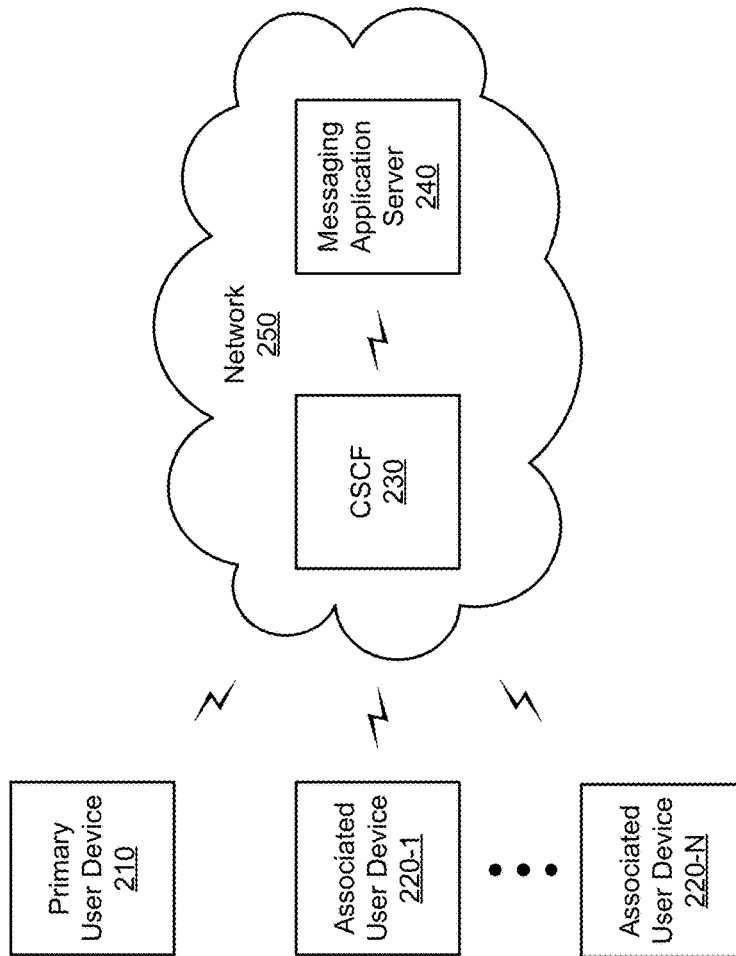 Primary
User Device
210
Associated
User Device
220-1
Associated
User Device
220-N
Network
250
CSCF
230
Messaging
Application
Server
240